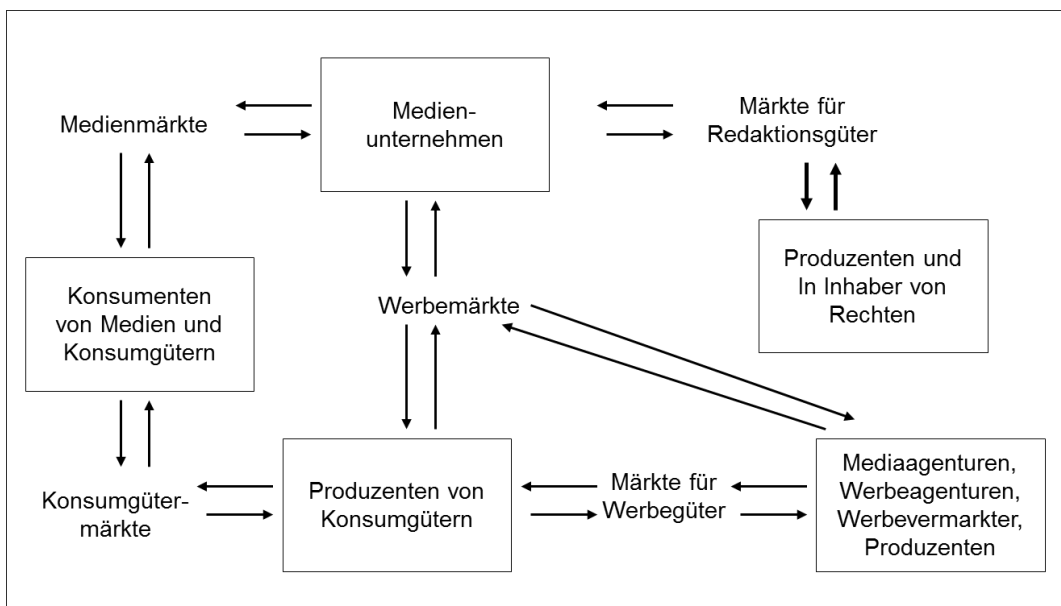 Medien-
unternehmen
Medienmärkte
Märkte für
Redaktionsgüter
Produzenten und
In Inhaber von
Rechten
Konsumenten
von Medien und
Konsumgütern
Werbemärkte
Konsumgüter-
märkte
Produzenten von
Konsumgütern
Märkte für
Werbegüter
Mediaagenturen,
Werbeagenturen,
Werbevermarkter,
Produzenten